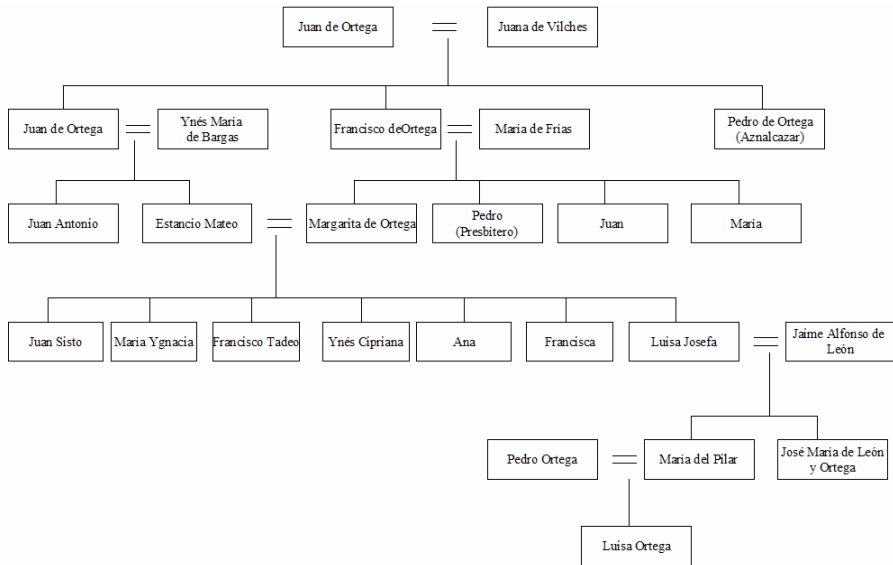 Juan de Ortega
Juana de Vilches
Juan de Ortega
Ynés Maria
de Bargas
Francisco deOrtega
Maria de Frias
Pedro de Ortega
(Aznalcazar)
Juan Antonio
Estancio Mateo
Margarita de Ortega
Pedro
(Presbitero)
Juan
Maria
Juan Sisto
Maria Ygnacia
Francisco Tadeo
Ynés Cipriana
Ana
Francisca
Luisa Josefa
Jaime Alfonso de
León
Pedro Ortega
Maria del Pilar
José Maria de León
y Ortega
Luisa Ortega